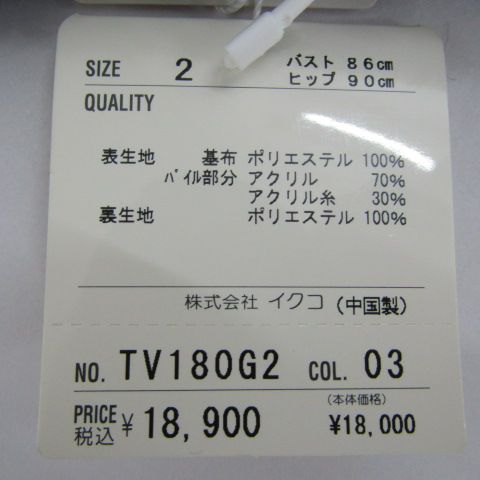 SIZE 2 バスト 86cm
ヒップ 90cm
QUALITY
表生地 基布 ポリエステル 100%
パイル部分 アクリル 70%
アクリル糸 30%
裏生地 ポリエステル 100%
株式会社 イクコ (中国製)
NO. TV180G2 COL. 03
(本体価格)
PRICE 税込 ¥18,900 ¥18,000